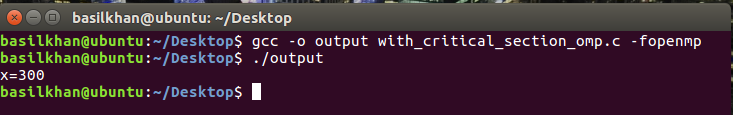 basilkhan@ubuntu: ~/Desktop
basilkhan@ubuntu:~/Desktop$ gcc -o output with_critical_section_omp.c -fopenmp
basilkhan@ubuntu:~/Desktop$ ./output
x=300
basilkhan@ubuntu:~/Desktop$